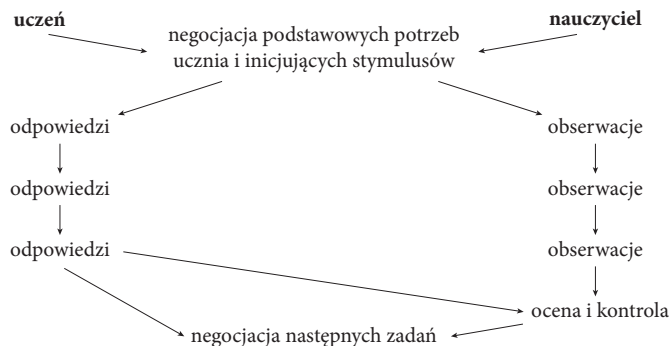 uczeń
nauczyciel
negocjacja podstawowych potrzeb
ucznia i inicjujących stymulusów
odpowiedzi
obserwacje
odpowiedzi
obserwacje
odpowiedzi
obserwacje
ocena i kontrola
negocjacja następnych zadań